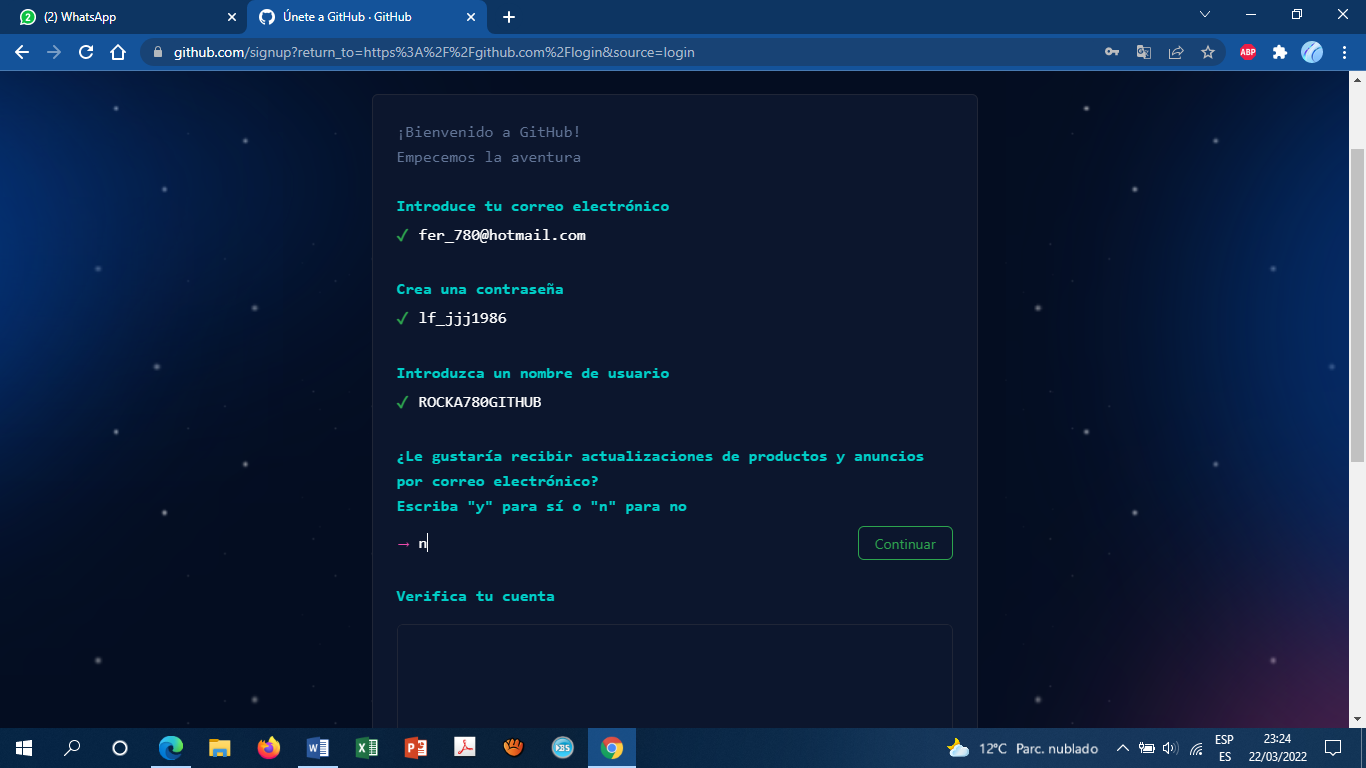 (2) WhatsApp
Únete a GitHub · GitHub
github.com/signup?return_to=https%3A%2F%2Fgithub.com%2Flogin&source=login
ABP
¡Bienvenido a GitHub!
Empecemos la aventura
Introduce tu correo electrónico
✓ fer_780@hotmail.com
Crea una contraseña
✓ lf_jjj1986
Introduzca un nombre de usuario
✓ ROCKA780GITHUB
¿Le gustaría recibir actualizaciones de productos y anuncios
por correo electrónico?
Escriba "y" para sí o "n" para no
→ n
Continuar
Verifica tu cuenta
12°C Parc. nublado
ESP
ES
23:24
22/03/2022